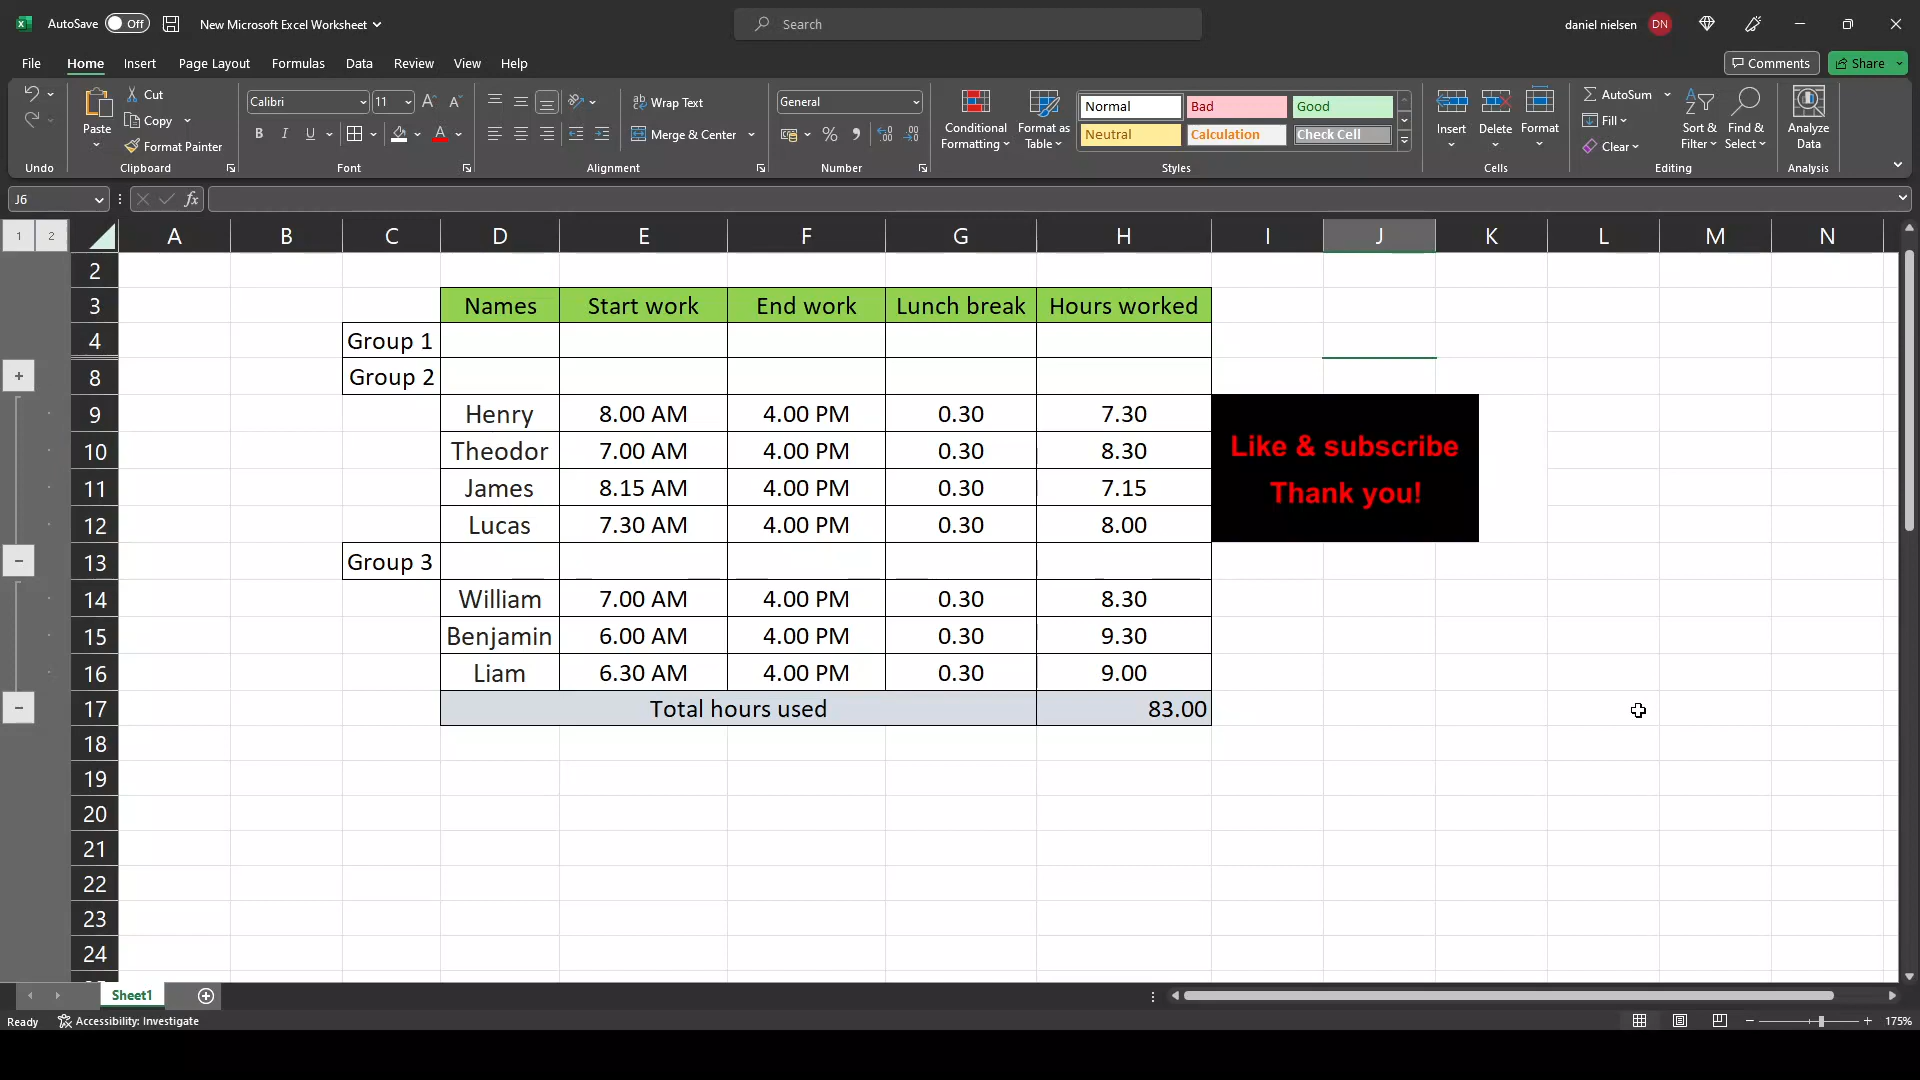 AutoSave Off New Microsoft Excel Worksheet Search daniel nielsen DN
File Home Insert Page Layout Formulas Data Review View Help Comments Share
Paste Cut Copy Format Painter
Calibri 11 B I U A
Wrap Text Merge & Center
General %
Conditional Formatting Format as Table
Normal Bad Good
Neutral Calculation Check Cell
Insert Delete Format
AutoSum Fill Clear
Sort & Filter Find & Select Analyze Data
Undo Clipboard Font Alignment Number Styles Cells Editing Analysis
J6 fx
1 2 A B C D E F G H I J K L M N
2
3 Names Start work End work Lunch break Hours worked
4 Group 1
8 Group 2
9 Henry 8.00 AM 4.00 PM 0.30 7.30
10 Theodor 7.00 AM 4.00 PM 0.30 8.30
Like & subscribe
11 James 8.15 AM 4.00 PM 0.30 7.15
Thank you!
12 Lucas 7.30 AM 4.00 PM 0.30 8.00
13 Group 3
14 William 7.00 AM 4.00 PM 0.30 8.30
15 Benjamin 6.00 AM 4.00 PM 0.30 9.30
16 Liam 6.30 AM 4.00 PM 0.30 9.00
17 Total hours used 83.00
18
19
20
21
22
23
24
Sheet1
Ready Accessibility: Investigate 175%